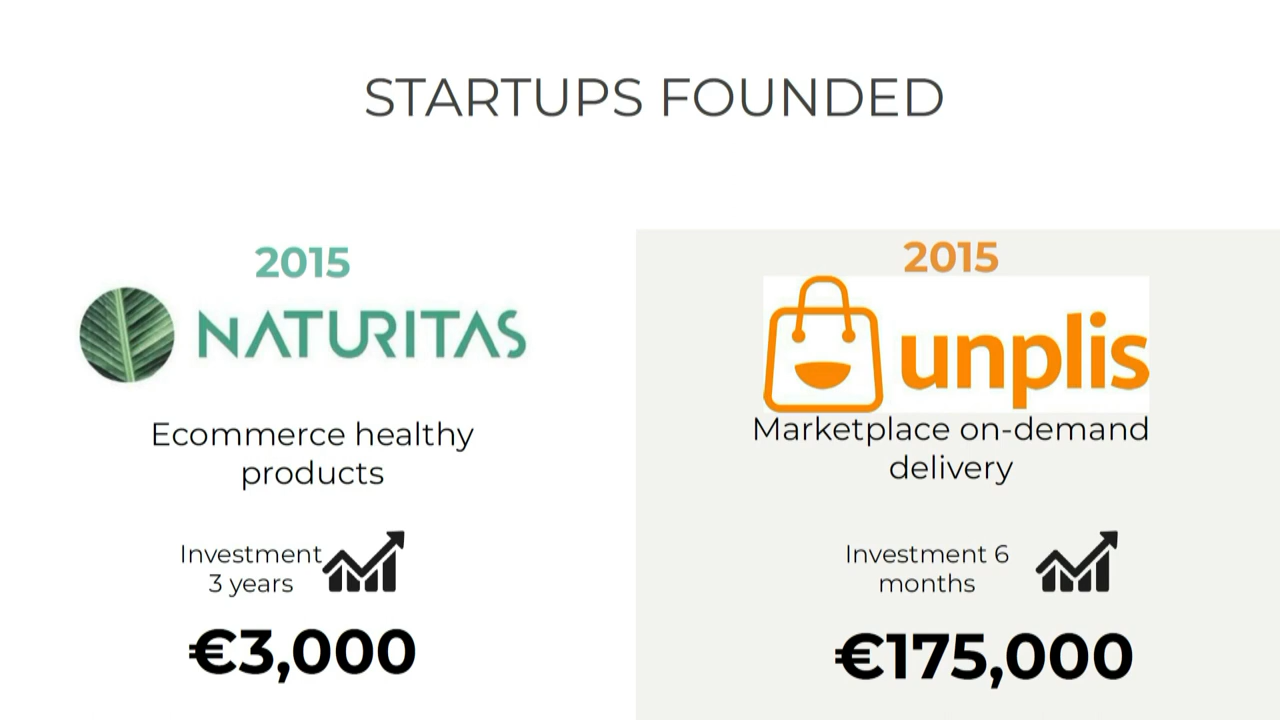 STARTUPS FOUNDED
2015
NATURITAS
Ecommerce healthy
products
Investment
3 years
€3,000
2015
unplis
Marketplace on-demand
delivery
Investment 6
months
€175,000